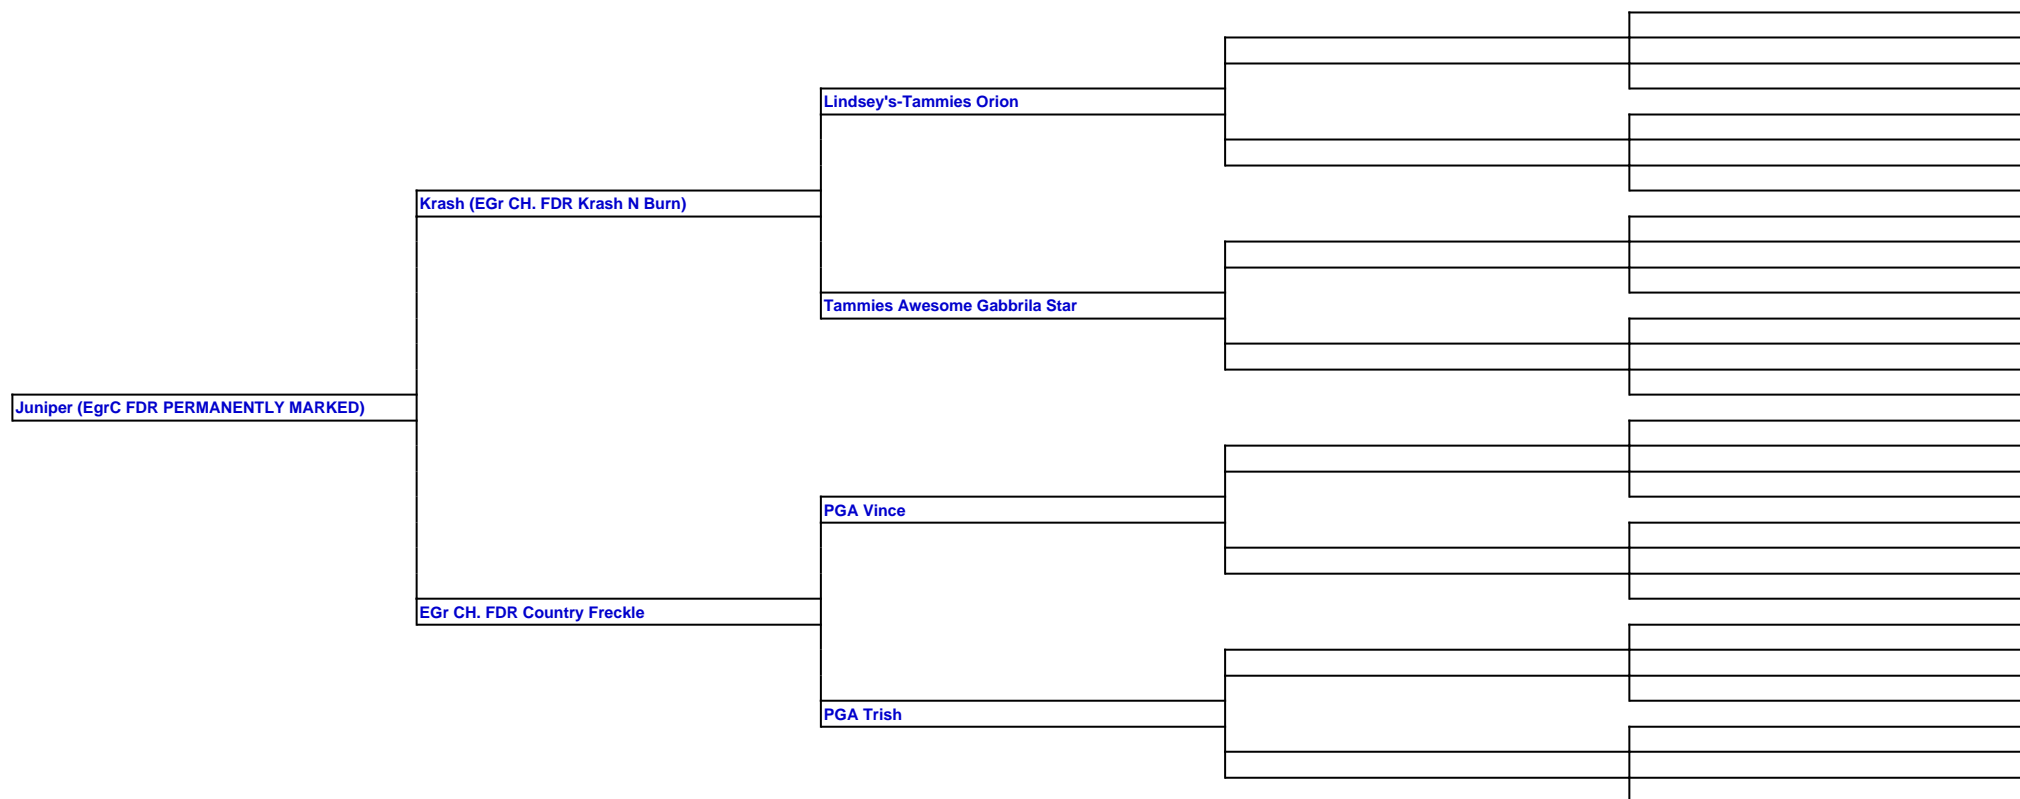 Lindsey's-Tammies Orion
Krash (EGr CH. FDR Krash N Burn)
Tammies Awesome Gabbrila Star
Juniper (EgrC FDR PERMANENTLY MARKED)
PGA Vince
EGr CH. FDR Country Freckle
PGA Trish